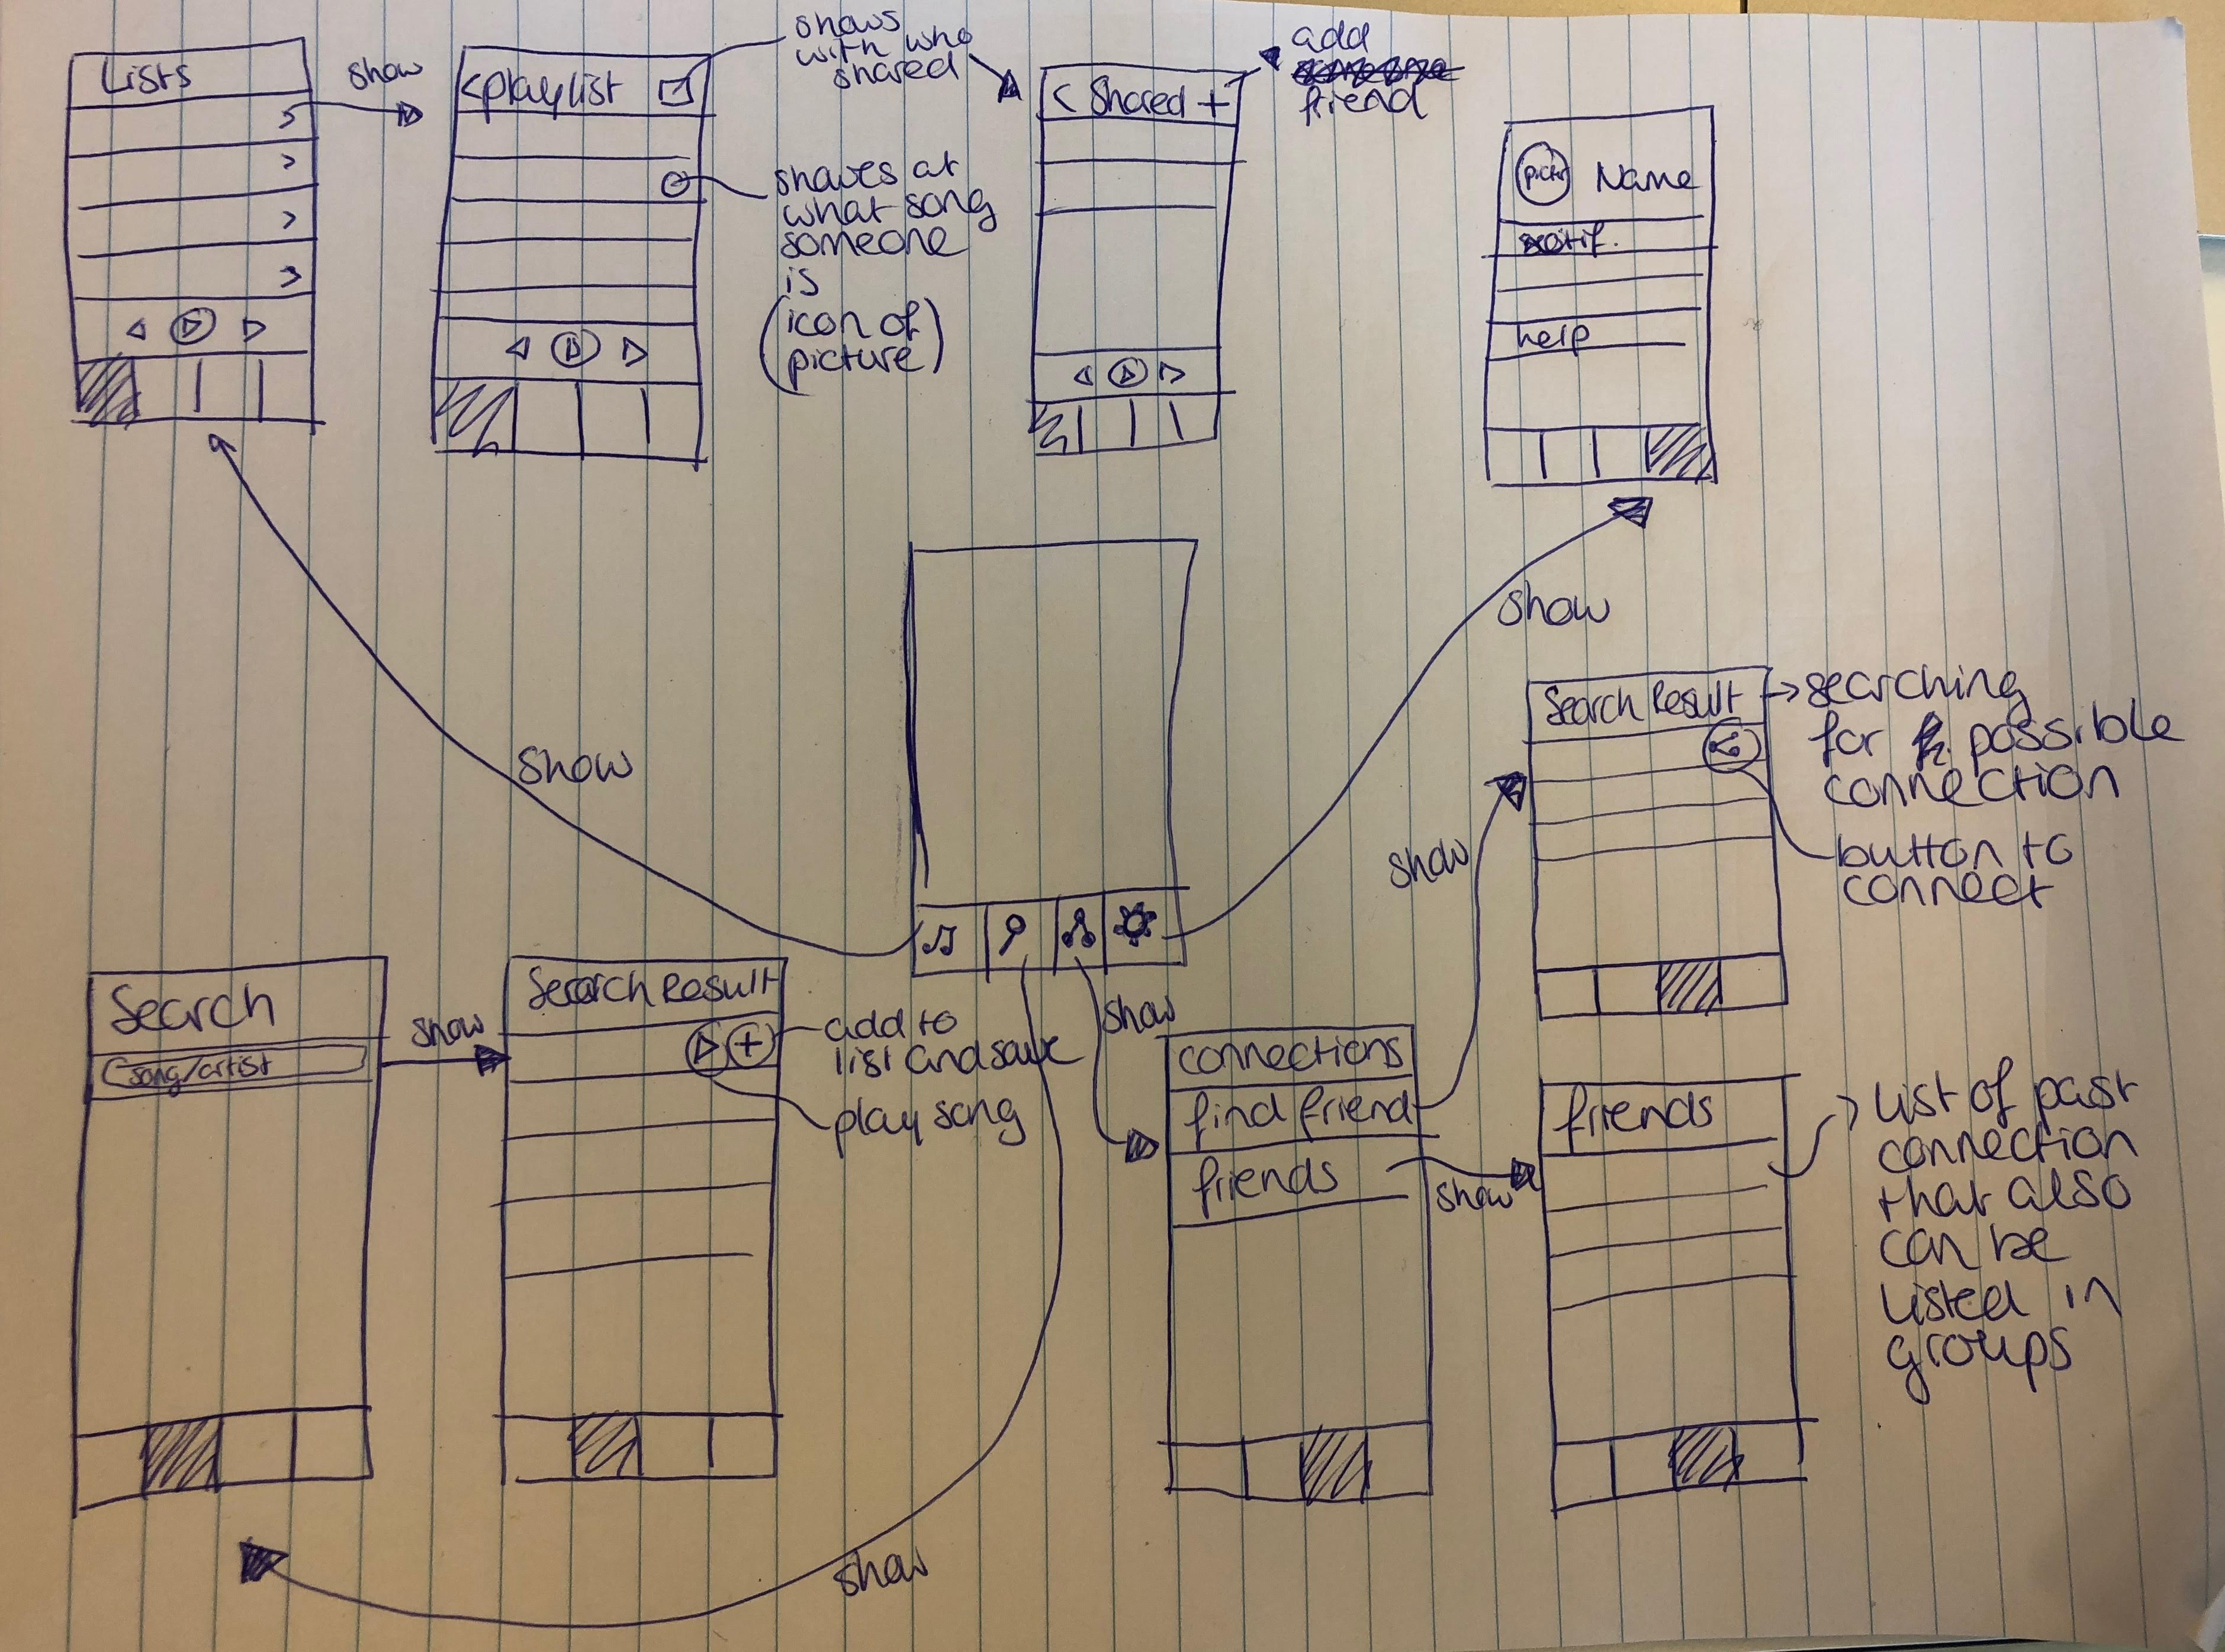 Lists
show
<playlist
shows
with who
shared
< Shared +
add
friend
shows at
what song
someone
is
(icon of
picture)
pictr
Name
notif.
help
show
show
Search Result
→ searching
for possible
connection
button to
connect
show
Search
song/artist
show
Search Result
add to
list and save
play song
show
connections
find friend
friends
show
friends
list of past
connection
that also
can be
listed in
groups
show